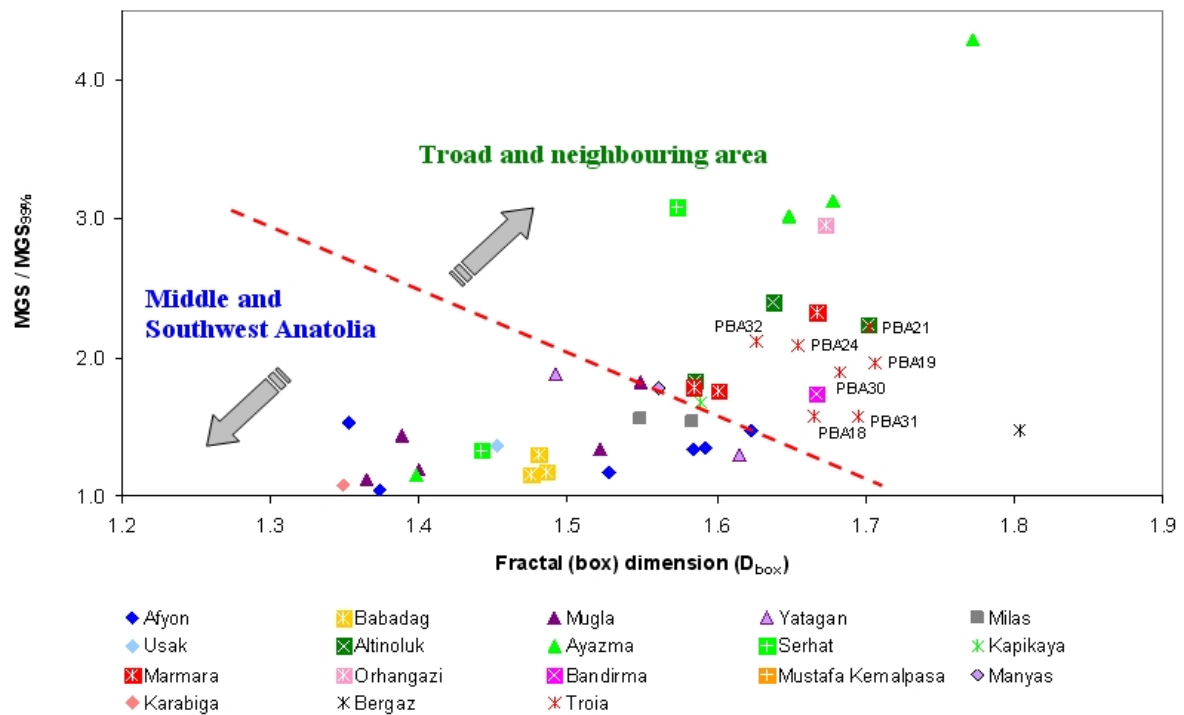 4.0
Troad and neighbouring area
3.0
MGS / MGS99%
Middle and
Southwest Anatolia
PBA32
PBA21
PBA24
PBA19
2.0
PBA30
PBA31
PBA18
1.0
1.2 1.3 1.4 1.5 1.6 1.7 1.8 1.9
Fractal (box) dimension (Dbox)
Afyon Babadag Mugla Yatagan Milas
Usak Altinoluk Ayazma Serhat Kapikaya
Marmara Orhangazi Bandirma Mustafa Kemalpasa Manyas
Karabiga Bergaz Troia